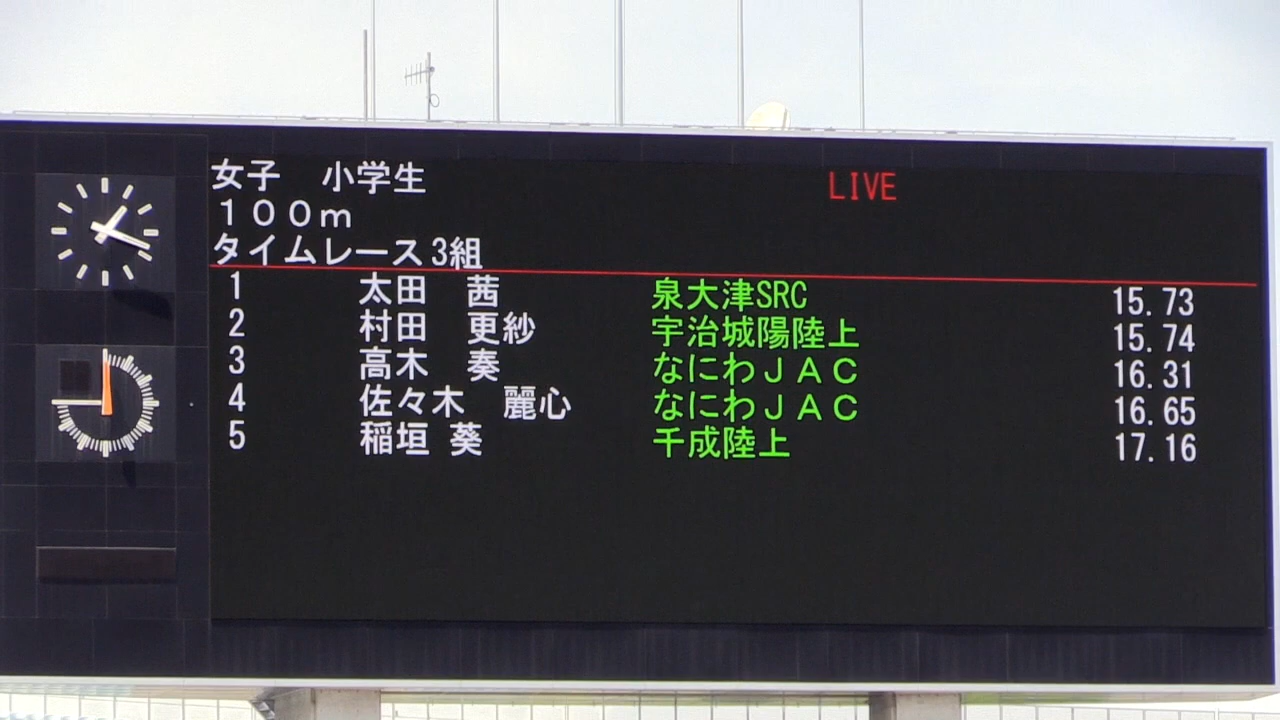 女子　小学生
LIVE
１００ｍ
タイムレース3組
1 太田　茜 泉大津SRC 15.73
2 村田　更紗 宇治城陽陸上 15.74
3 高木　奏 なにわＪＡＣ 16.31
4 佐々木　麗心 なにわＪＡＣ 16.65
5 稲垣 葵 千成陸上 17.16